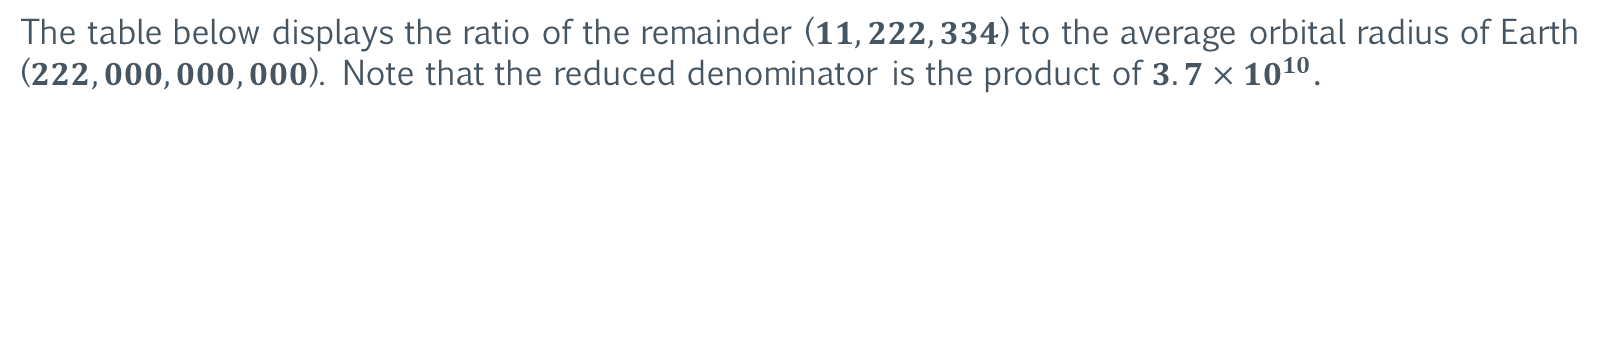 The table below displays the ratio of the remainder (11, 222, 334) to the average orbital radius of Earth
(222, 000, 000, 000). Note that the reduced denominator is the product of 3. 7 × 10¹⁰.